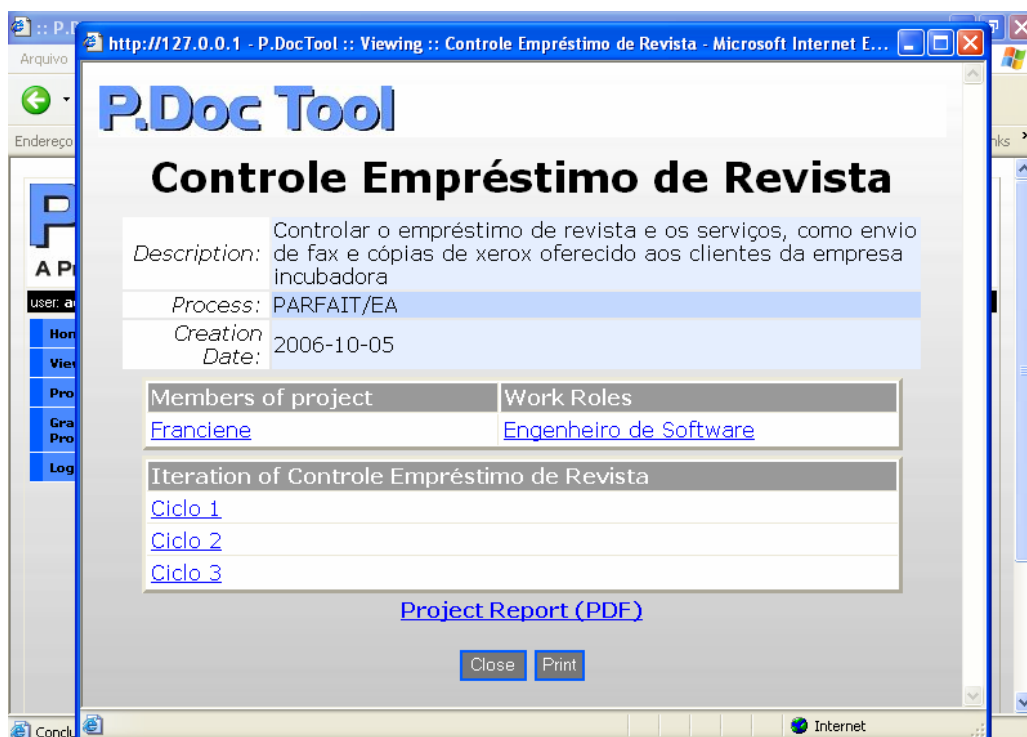 :: P.D
http://127.0.0.1 - P.DocTool :: Viewing :: Controle Empréstimo de Revista - Microsoft Internet E...
Arquivo
Endereço
P.Doc Tool
Controle Empréstimo de Revista
Description: Controlar o empréstimo de revista e os serviços, como envio
de fax e cópias de xerox oferecido aos clientes da empresa
incubadora
Process: PARFAIT/EA
Creation
Date: 2006-10-05
Members of project Work Roles
Franciene Engenheiro de Software
Iteration of Controle Empréstimo de Revista
Ciclo 1
Ciclo 2
Ciclo 3
Project Report (PDF)
Close Print
Internet
P
user:
Log